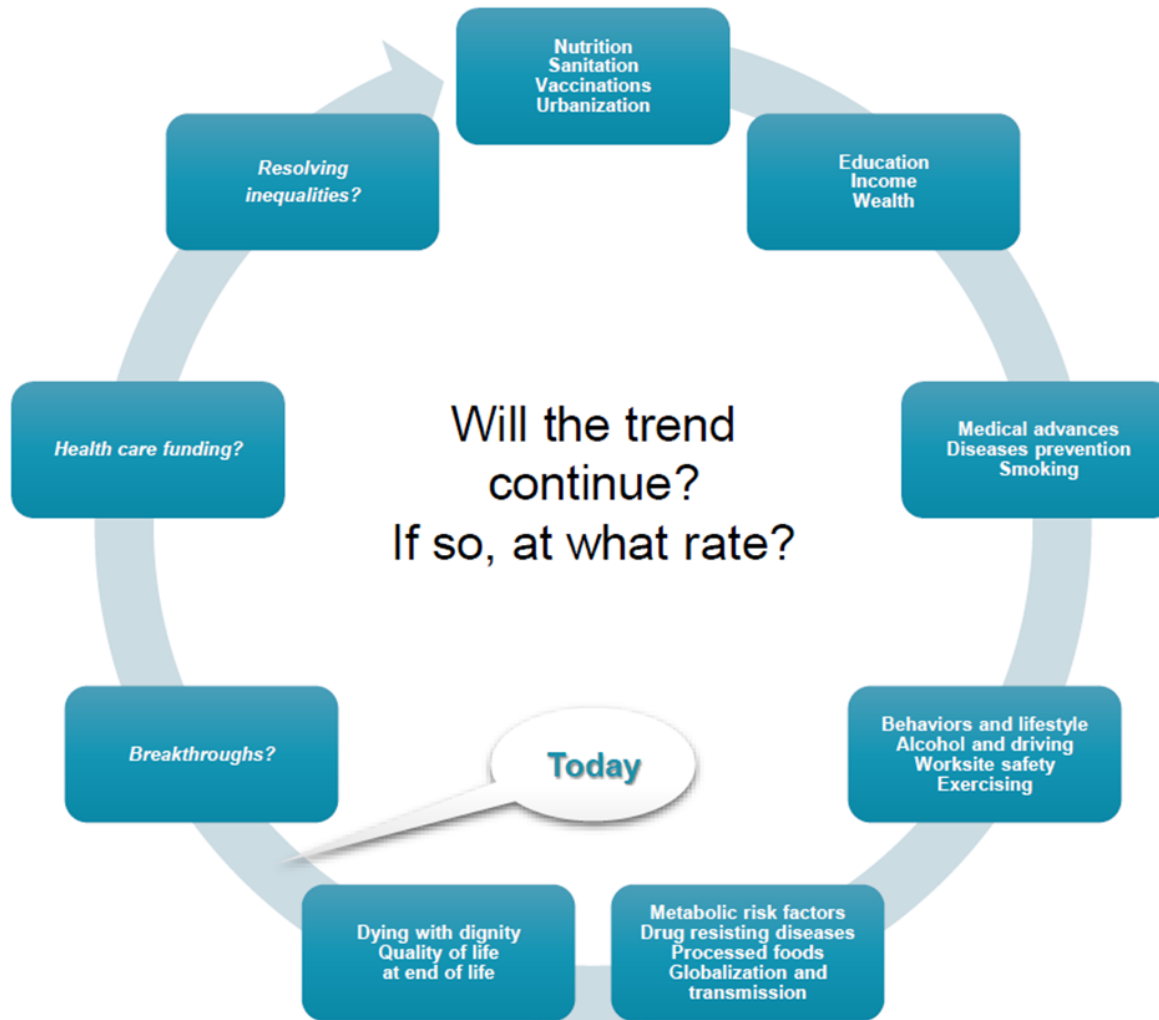 Nutrition
Sanitation
Vaccinations
Urbanization
Education
Income
Wealth
Medical advances
Diseases prevention
Smoking
Behaviors and lifestyle
Alcohol and driving
Worksite safety
Exercising
Metabolic risk factors
Drug resisting diseases
Processed foods
Globalization and
transmission
Dying with dignity
Quality of life
at end of life
Today
Breakthroughs?
Health care funding?
Resolving
inequalities?
Will the trend
continue?
If so, at what rate?